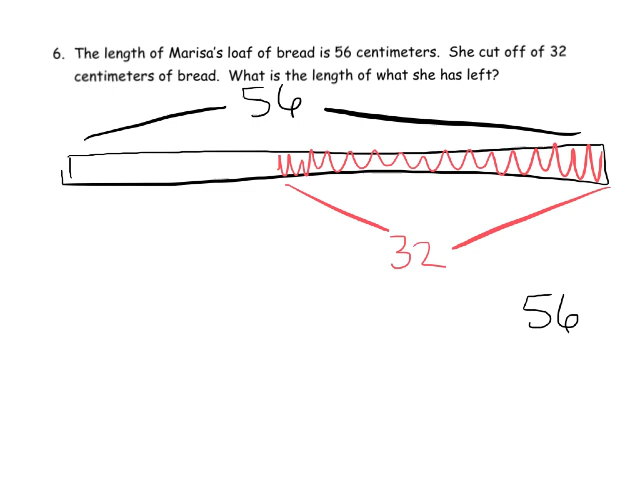 6. The length of Marisa's loaf of bread is 56 centimeters. She cut off of 32
centimeters of bread. What is the length of what she has left?
56
32
56